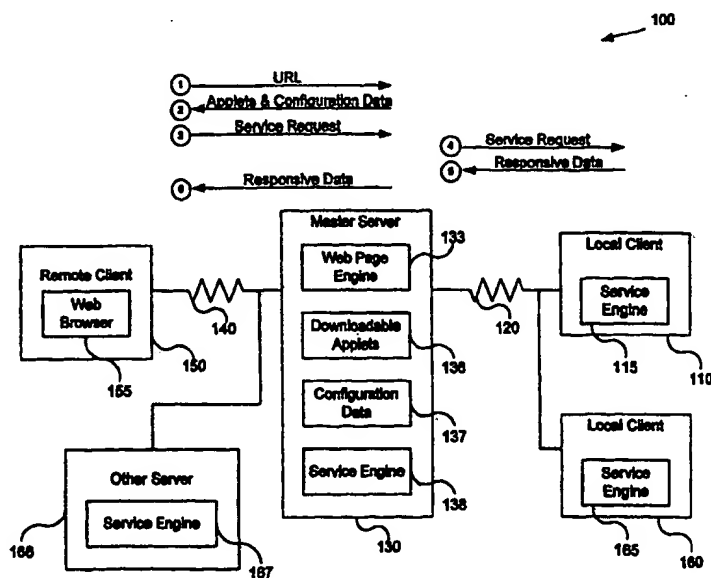 100
1 URL
2 Applets & Configuration Data
3 Service Request
4 Service Request
5 Responsive Data
6 Responsive Data
Master Server
Web Page
Engine
133
Remote Client
Web
Browser
155
150
140
Downloadable
Applets
136
120
Local Client
Service
Engine
115
110
Configuration
Data
137
Other Server
Service Engine
166
167
Service Engine
138
130
Local Client
Service
Engine
165
160